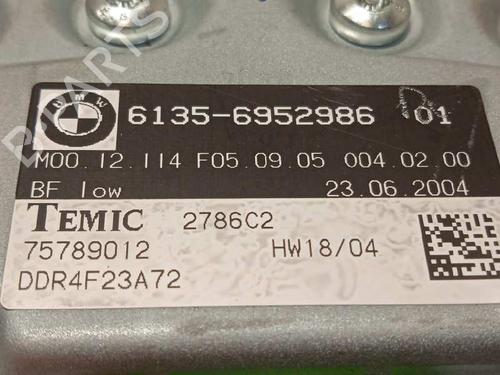 BMW
6135-6952986 01
M00.12.114 F05.09.05 004.02.00
BF low 23.06.2004
TEMIC 2786C2
75789012 HW18/04
DDR4F23A72